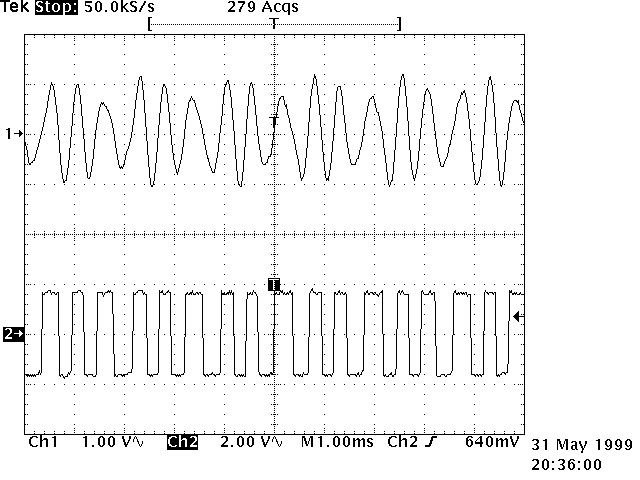 Tek Stop: 50.0kS/s 279 Acqs
T
T
1→
T
2→
Ch1 1.00 V∿ Ch2 2.00 V∿ M1.00ms Ch2 ƒ 640mV
31 May 1999
20:36:00